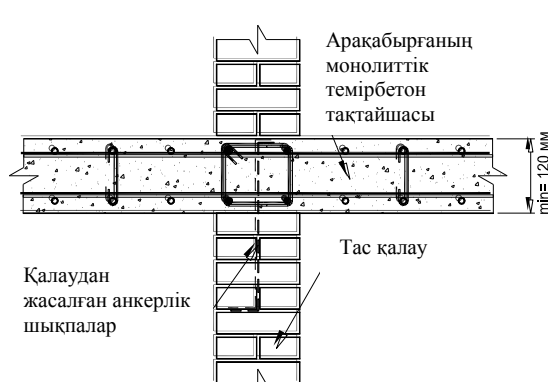 Арақабырғаның
монолиттік
темірбетон
тақтайшасы
min= 120 мм
Тас қалау
Қалаудан
жасалған анкерлік
шықпалар